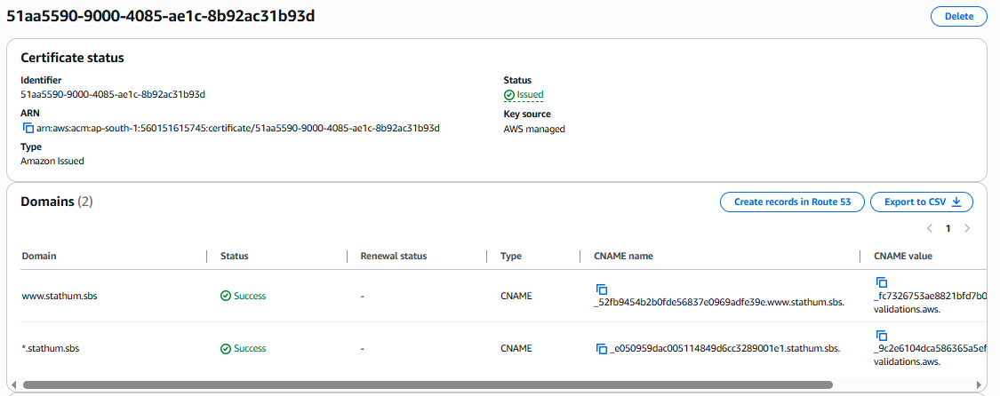 51aa5590-9000-4085-ae1c-8b92ac31b93d
Delete
Certificate status
Identifier
51aa5590-9000-4085-ae1c-8b92ac31b93d
Status
Issued
ARN
arn:aws:acm:ap-south-1:560151615745:certificate/51aa5590-9000-4085-ae1c-8b92ac31b93d
Key source
AWS managed
Type
Amazon Issued
Domains (2)
Create records in Route 53
Export to CSV
1
Domain Status Renewal status Type CNAME name CNAME value
www.stathum.sbs Success - CNAME _52fb9454b2b0fde56837e0969adfe39e.www.stathum.sbs. _fc7326753ae8821bfd7b0
validations.aws.
*.stathum.sbs Success - CNAME _e050959dac005114849d6cc3289001e1.stathum.sbs. _9c2e6104dca586365a5ef
validations.aws.